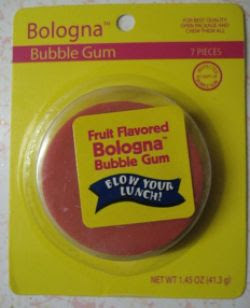 Bologna™
Bubble Gum
FOR BEST QUALITY
OPEN PACKAGE AND
CHEW THEM ALL
7 PIECES
Fruit Flavored
Bologna™
Bubble Gum
BLOW YOUR
LUNCH!
NET WT 1.45 OZ (41.3 g)